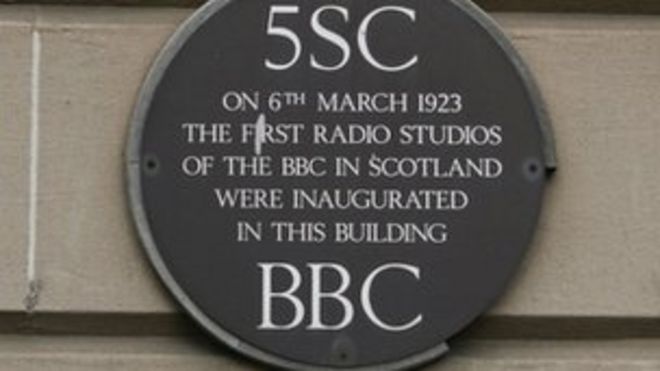 5SC
ON 6TH MARCH 1923
THE FIRST RADIO STUDIOS
OF THE BBC IN SCOTLAND
WERE INAUGURATED
IN THIS BUILDING
BBC